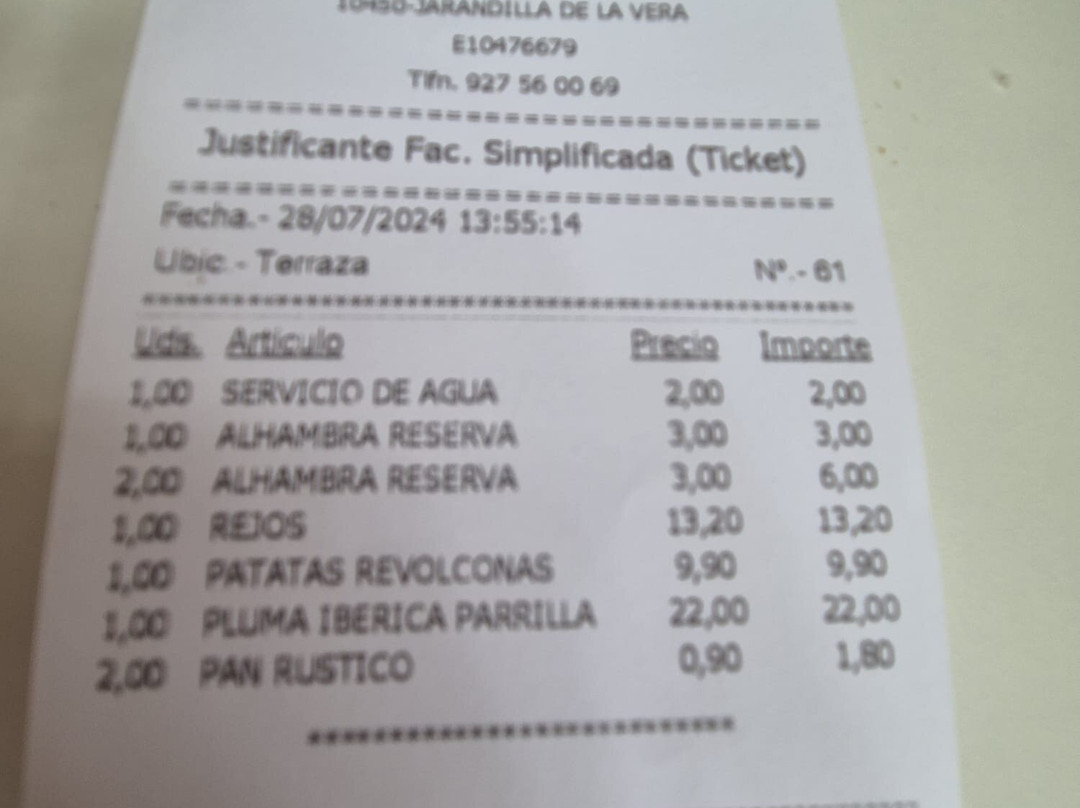 10450-JARANDILLA DE LA VERA
E10476679
Tlfn. 927 56 00 69
Justificante Fac. Simplificada (Ticket)
Fecha.- 28/07/2024 13:55:14
Ubic.- Terraza Nº.- 61
Uds. Artículo Precio Importe
1,00 SERVICIO DE AGUA 2,00 2,00
1,00 ALHAMBRA RESERVA 3,00 3,00
2,00 ALHAMBRA RESERVA 3,00 6,00
1,00 REJOS 13,20 13,20
1,00 PATATAS REVOLCONAS 9,90 9,90
1,00 PLUMA IBERICA PARRILLA 22,00 22,00
2,00 PAN RUSTICO 0,90 1,80